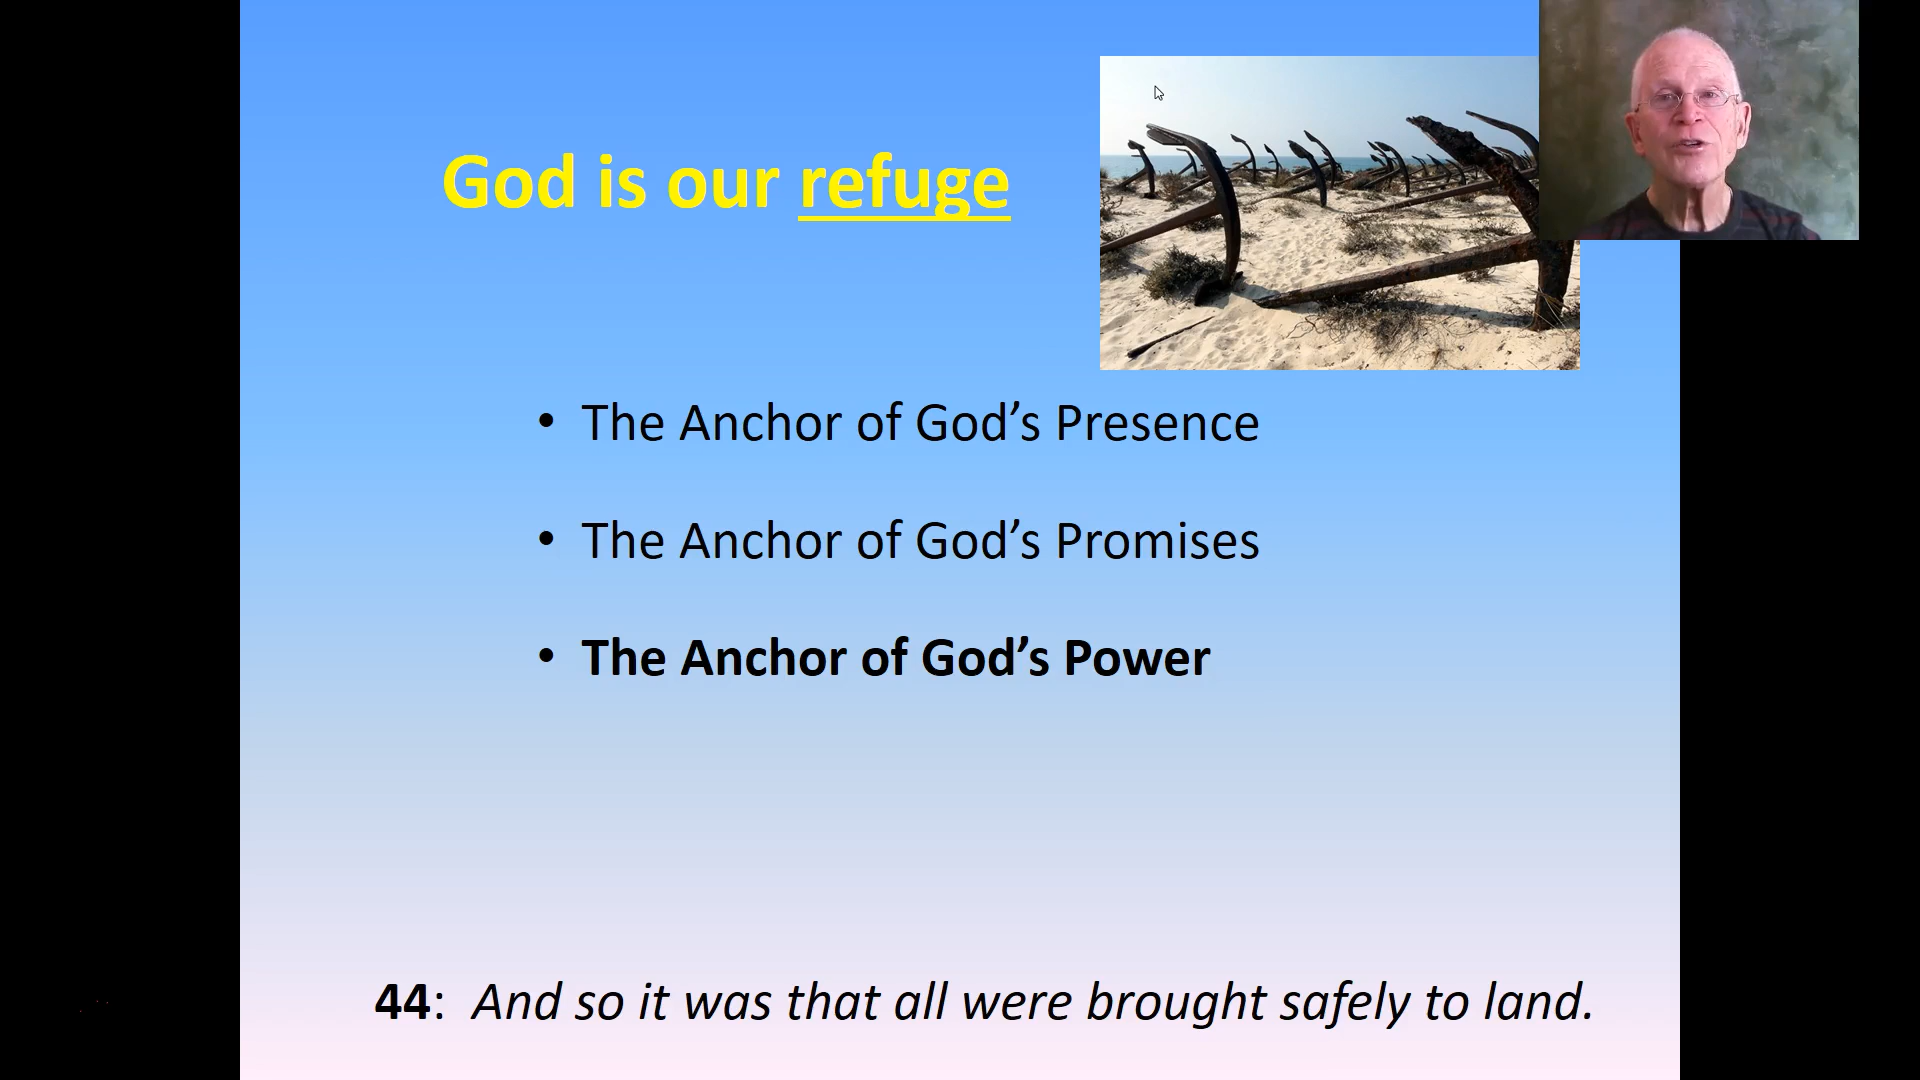 God is our refuge
• The Anchor of God’s Presence
• The Anchor of God’s Promises
• The Anchor of God’s Power
44: And so it was that all were brought safely to land.